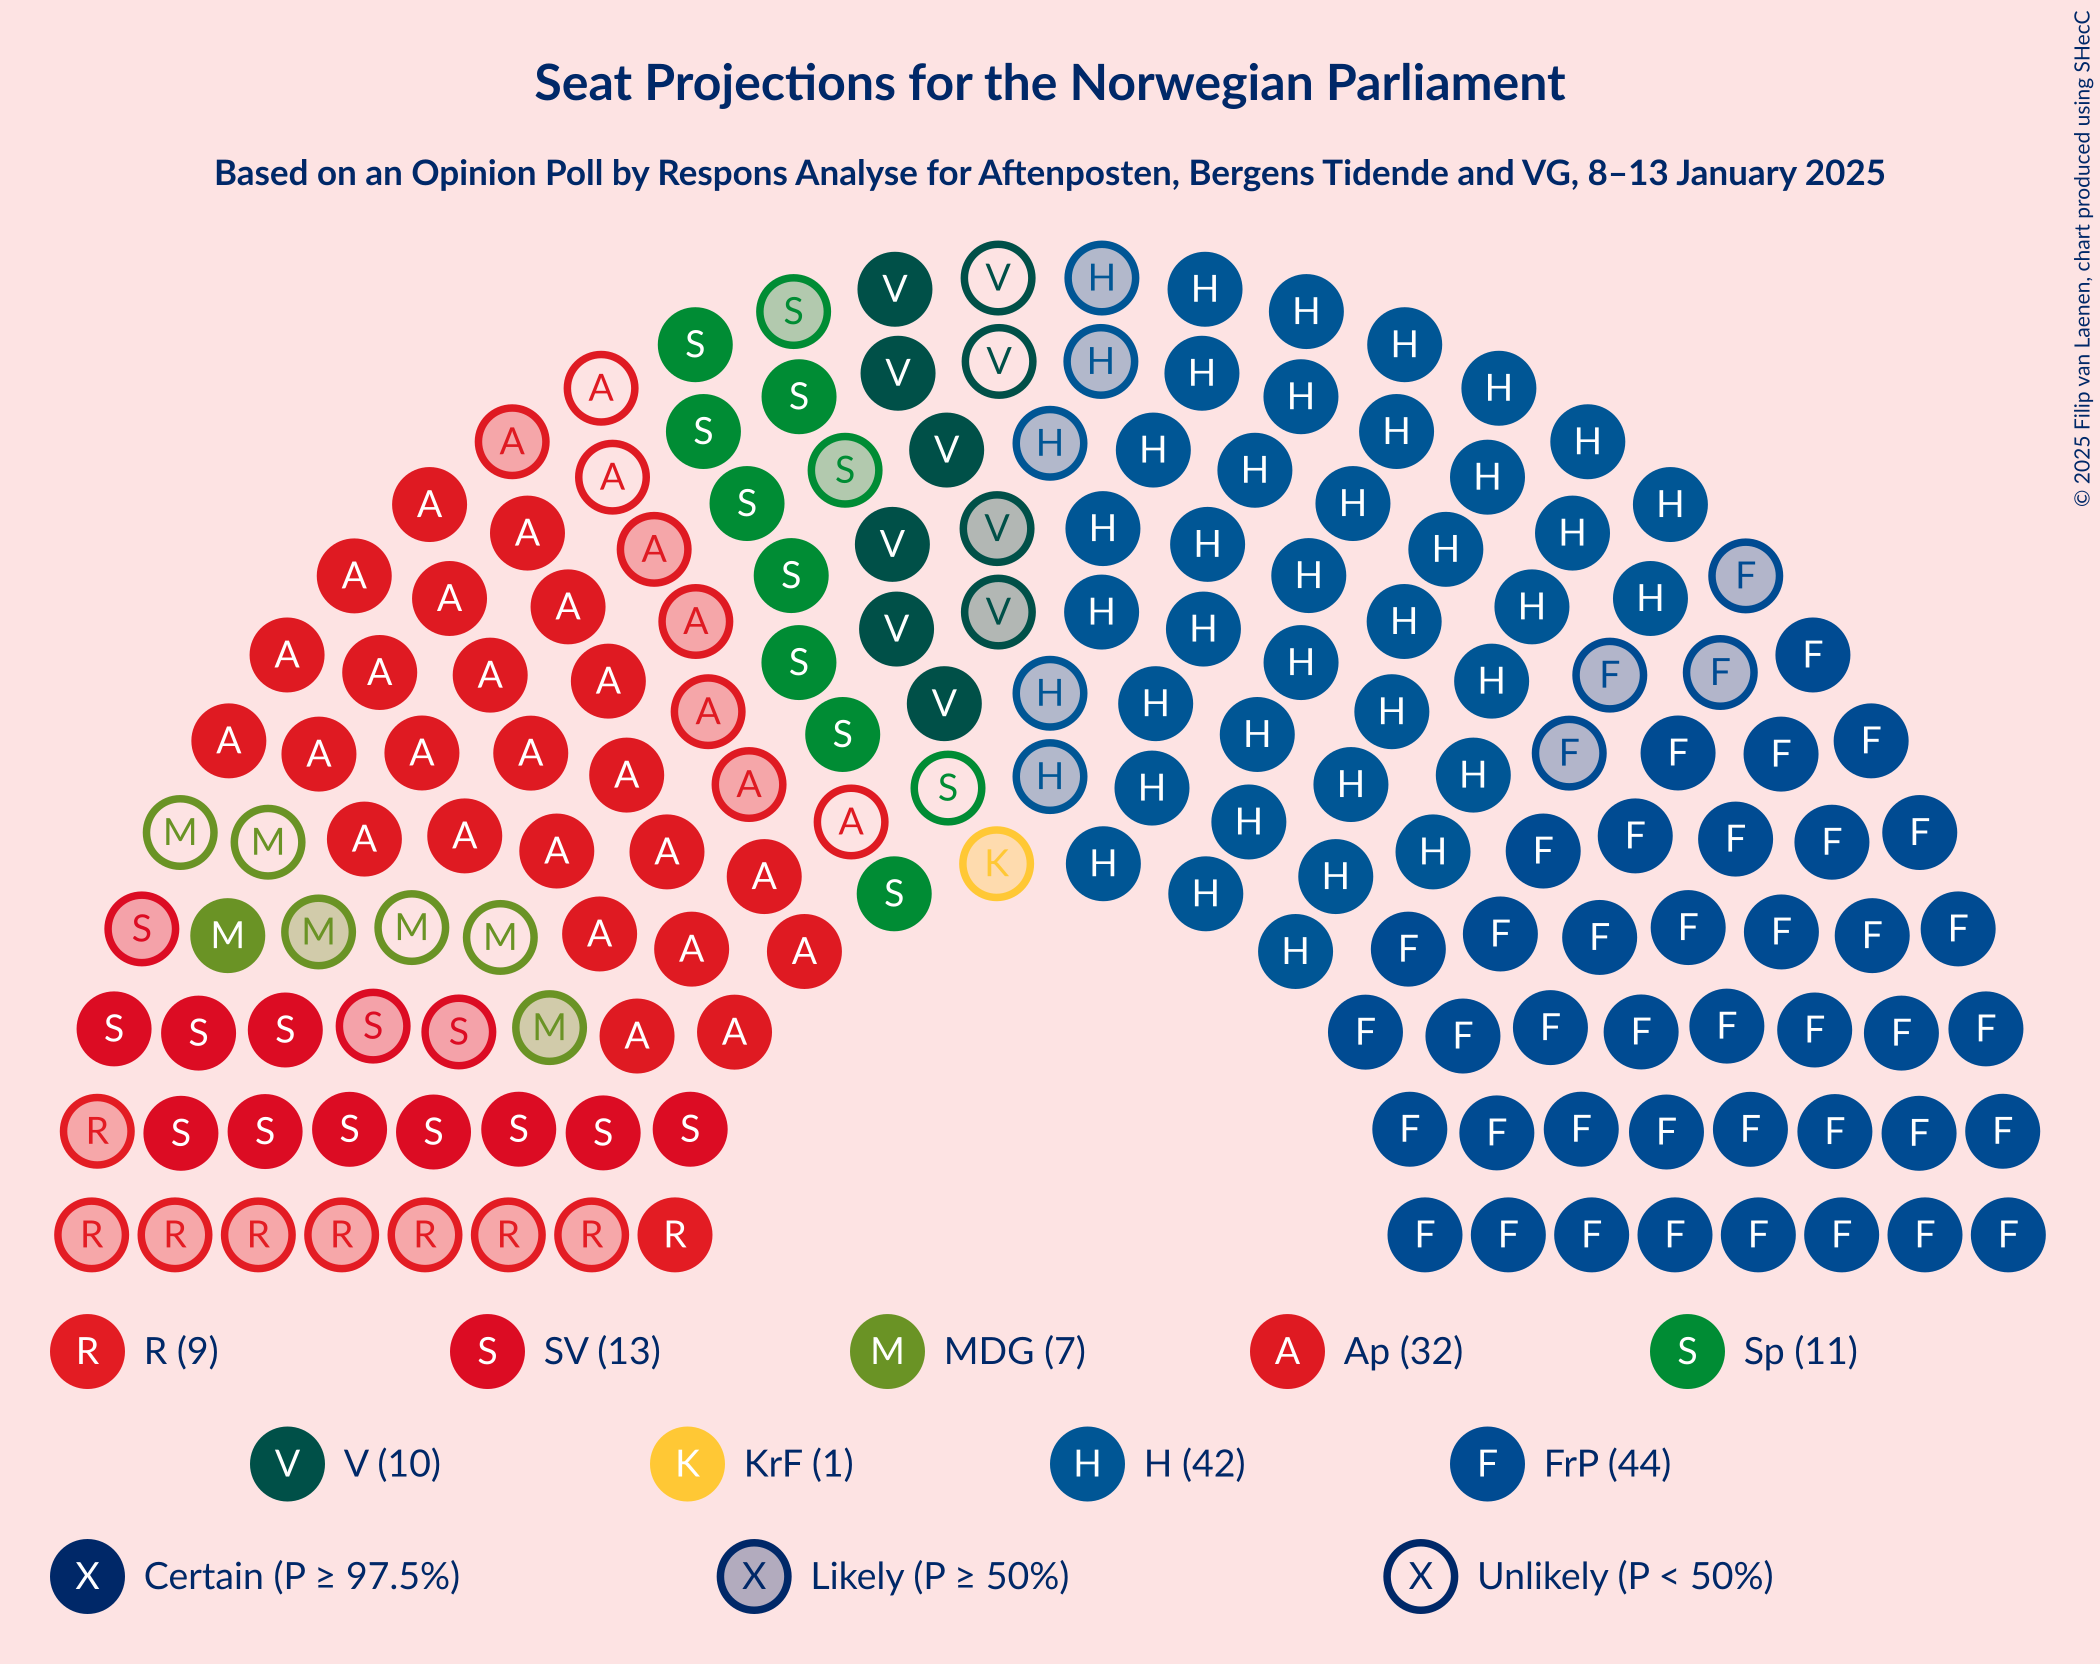 Seat Projections for the Norwegian Parliament
Based on an Opinion Poll by Respons Analyse for Aftenposten, Bergens Tidende and VG, 8–13 January 2025
© 2025 Filip van Laenen, chart produced using SHecC
S V V H H H
A S S V V H H H H H
A A S S V H H H H H H
A A A S V V H H H H H H
A A A A S V V H H H H H H F
A A A A A S V H H H H H F F F
A A A A A A S S H H H H H F F F F
M M A A A A A A K H H H H F F F F F
S M M M M A A A S H H F F F F F F F
S S S S S M A A F F F F F F F F
R S S S S S S S F F F F F F F F
R R R R R R R R F F F F F F F F
R R (9)
S SV (13)
M MDG (7)
A Ap (32)
S Sp (11)
V V (10)
K KrF (1)
H H (42)
F FrP (44)
X Certain (P ≥ 97.5%)
X Likely (P ≥ 50%)
X Unlikely (P < 50%)